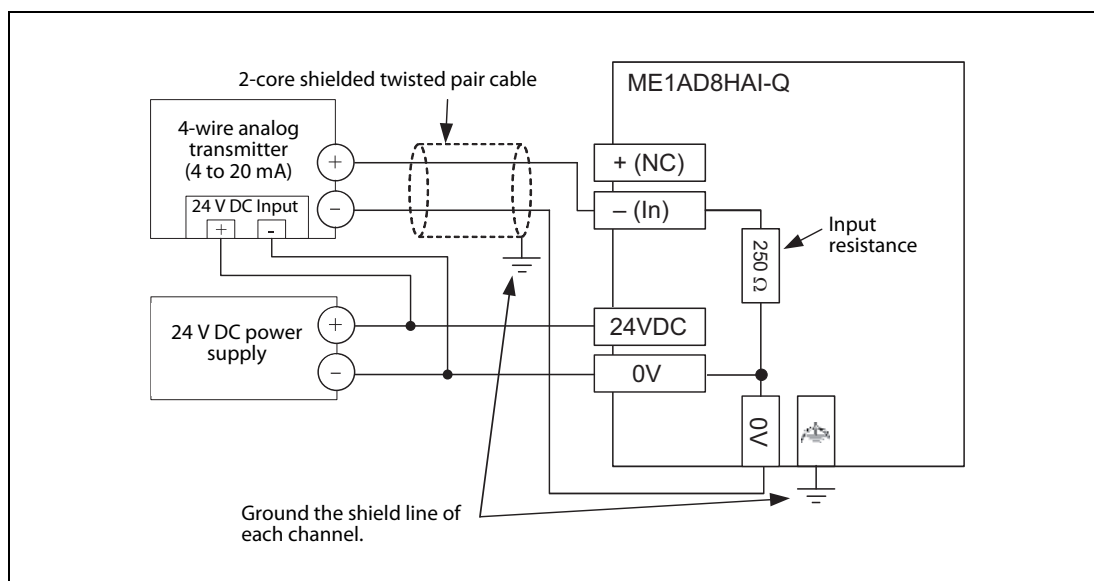 2-core shielded twisted pair cable
ME1AD8HAI-Q
4-wire analog
transmitter
(4 to 20 mA)
+
−
24 V DC Input
+
-
+ (NC)
– (In)
250 Ω
Input
resistance
24 V DC power
supply
+
−
24VDC
0V
0V
Ground the shield line of
each channel.